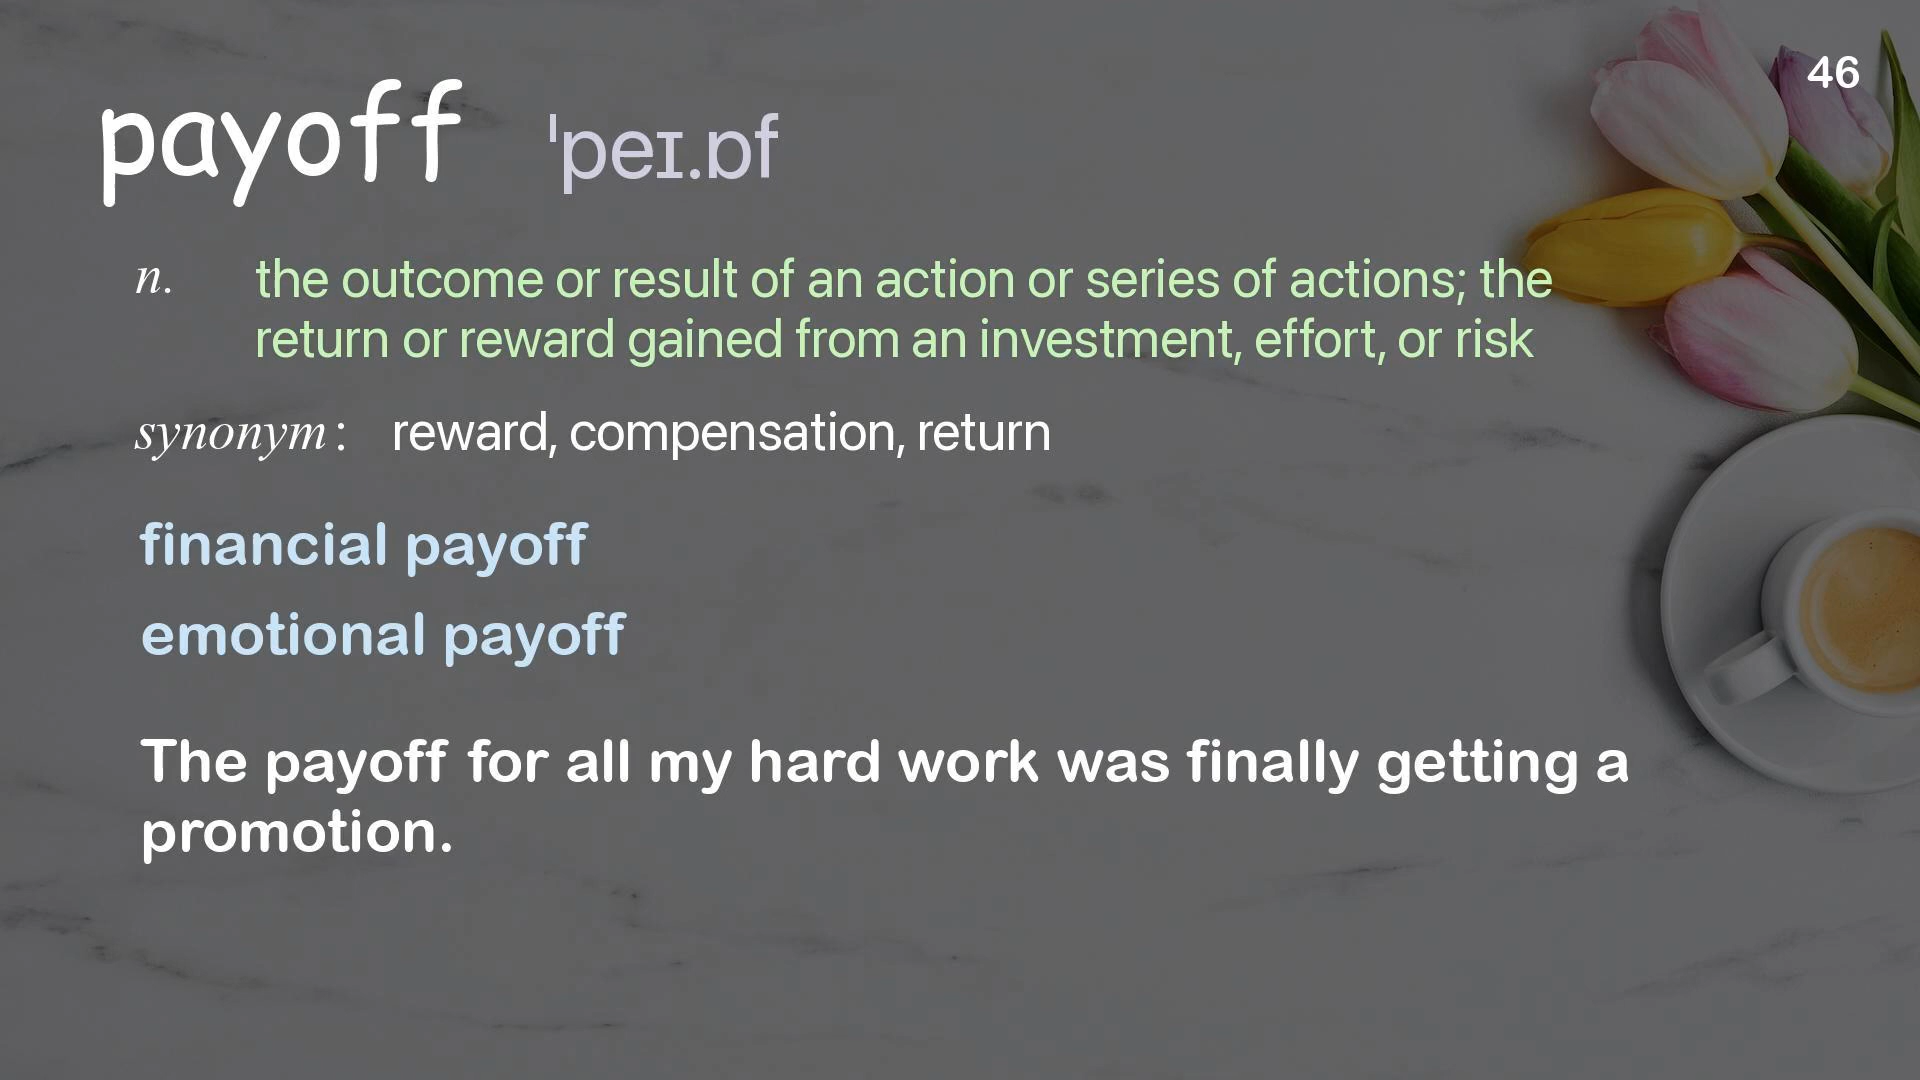 46
payoff ˈpeɪ.ɒf
n. the outcome or result of an action or series of actions; the
return or reward gained from an investment, effort, or risk
synonym : reward, compensation, return
financial payoff
emotional payoff
The payoff for all my hard work was finally getting a
promotion.